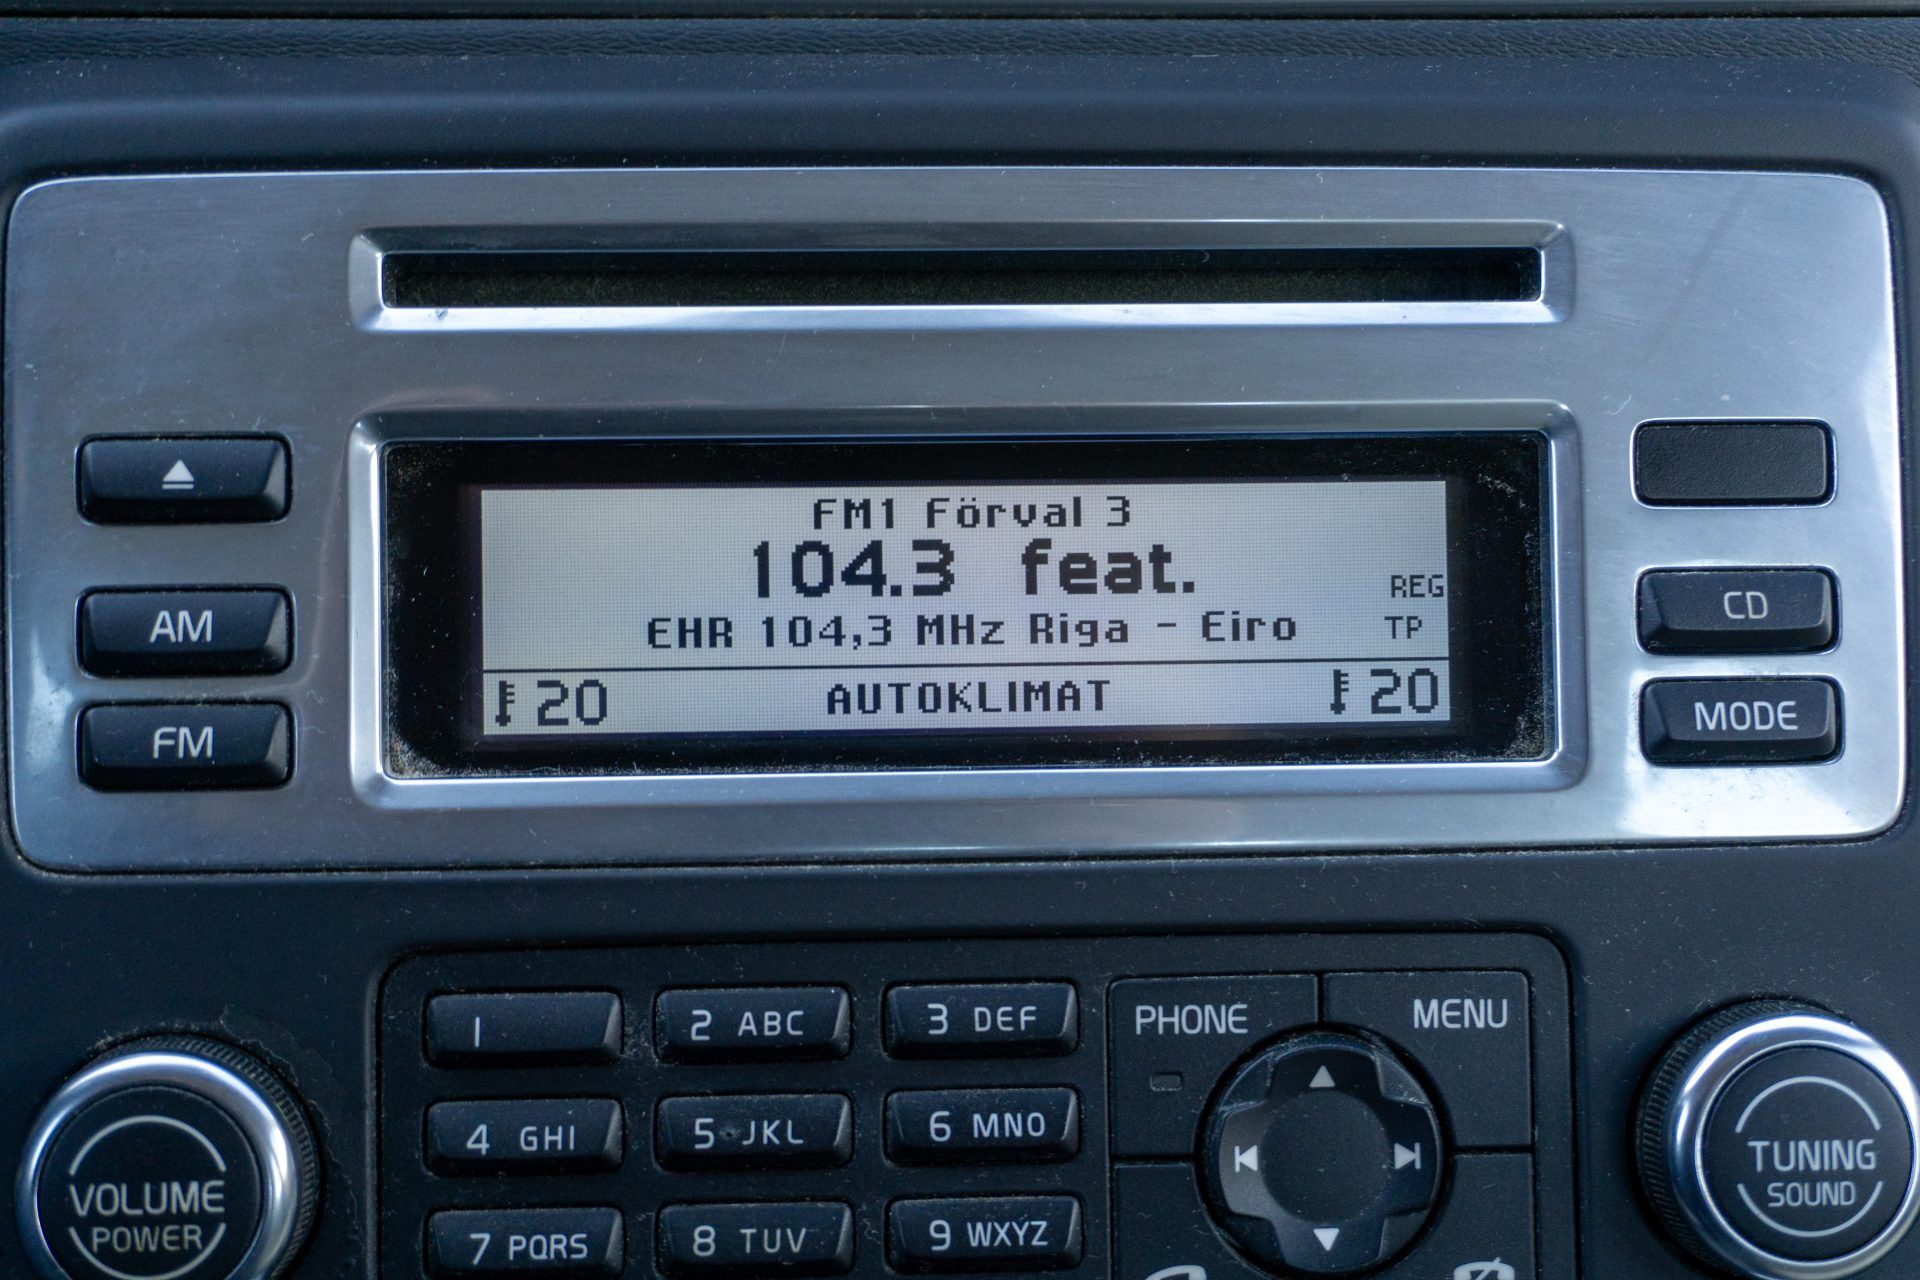 FM1 Förval 3
104.3 feat.
REG
EHR 104,3 MHz Riga - Eiro
TP
20 AUTOKLIMAT 20
AM
FM
CD
MODE
1
2 ABC
3 DEF
4 GHI
5 JKL
6 MNO
7 PQRS
8 TUV
9 WXYZ
PHONE
MENU
VOLUME
POWER
TUNING
SOUND